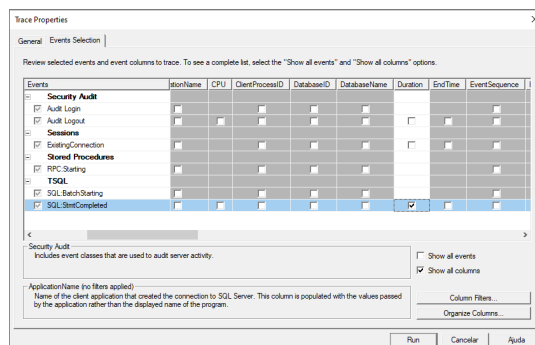 Trace Properties
General Events Selection
Review selected events and event columns to trace. To see a complete list, select the "Show all events" and "Show all columns" options.
Events ationName CPU ClientProcessID DatabaseID DatabaseName Duration EndTime EventSequence
Security Audit
Audit Login
Audit Logout
Sessions
ExistingConnection
Stored Procedures
RPC:Starting
TSQL
SQL:BatchStarting
SQL:StmtCompleted
Security Audit
Includes event classes that are used to audit server activity.
Show all events
Show all columns
ApplicationName (no filters applied)
Name of the client application that created the connection to SQL Server. This column is populated with the values passed
by the application rather than the displayed name of the program.
Column Filters...
Organize Columns...
Run Cancelar Ajuda